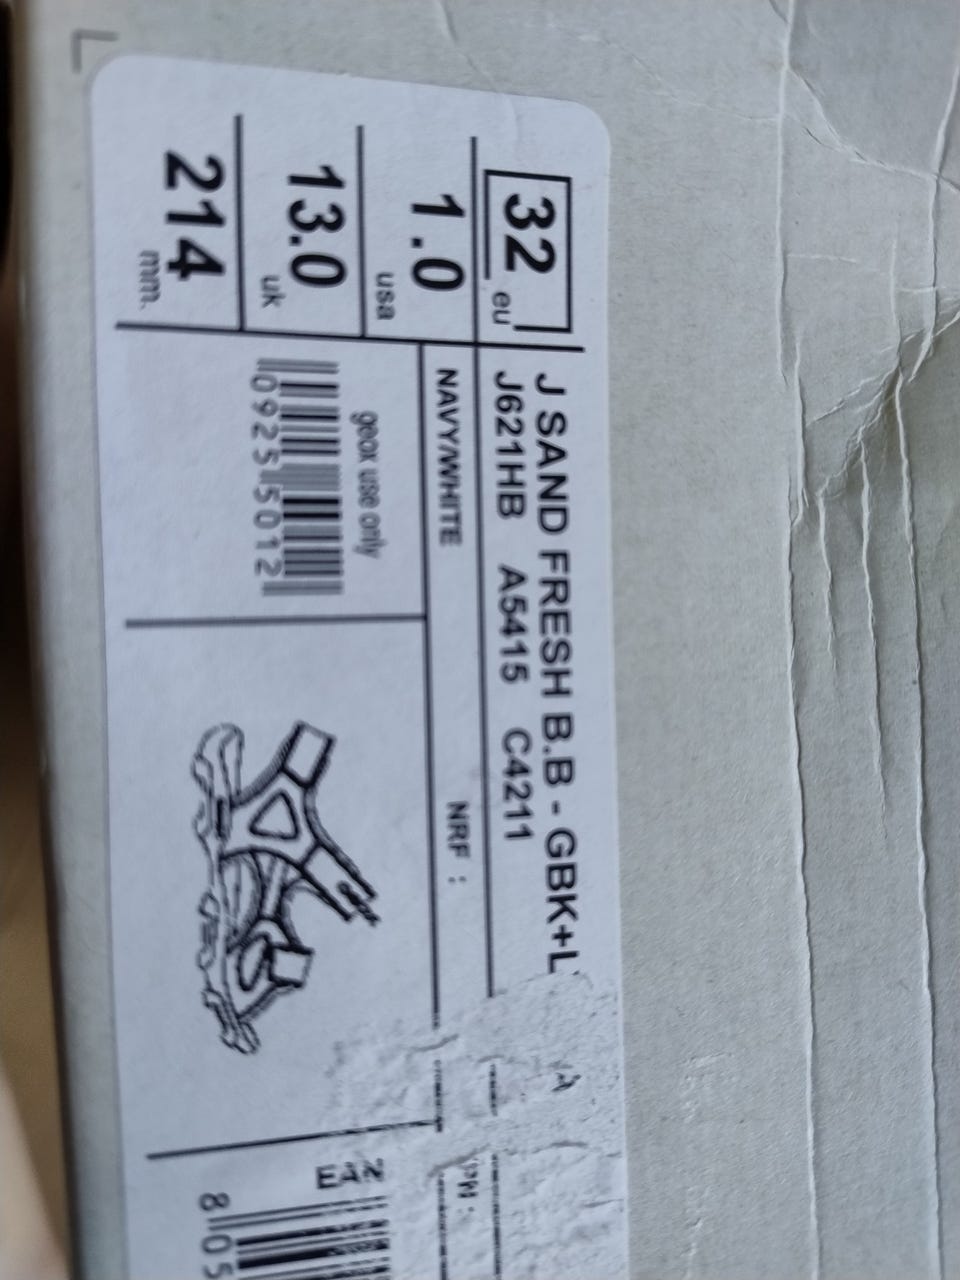 32 eu
1.0 usa
13.0 uk
214 mm.
J SAND FRESH B.B - GBK+L
J621HB A5415 C4211
NAVY/WHITE NRF :
geox use only
092515012
EAN